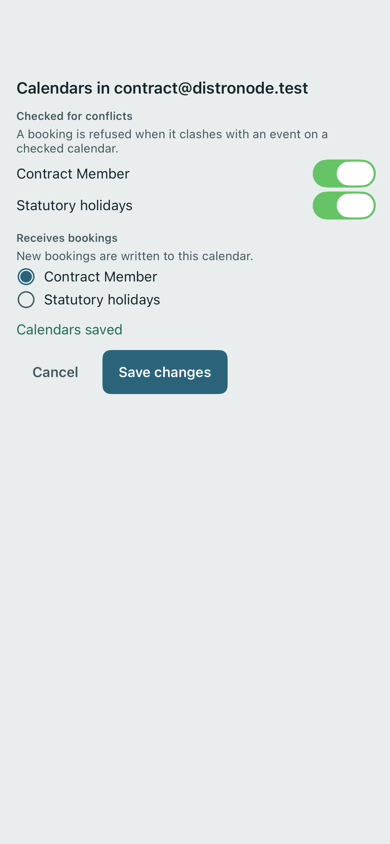 Calendars in contract@distronode.test
Checked for conflicts
A booking is refused when it clashes with an event on a
checked calendar.
Contract Member
Statutory holidays
Receives bookings
New bookings are written to this calendar.
Contract Member
Statutory holidays
Calendars saved
Cancel
Save changes